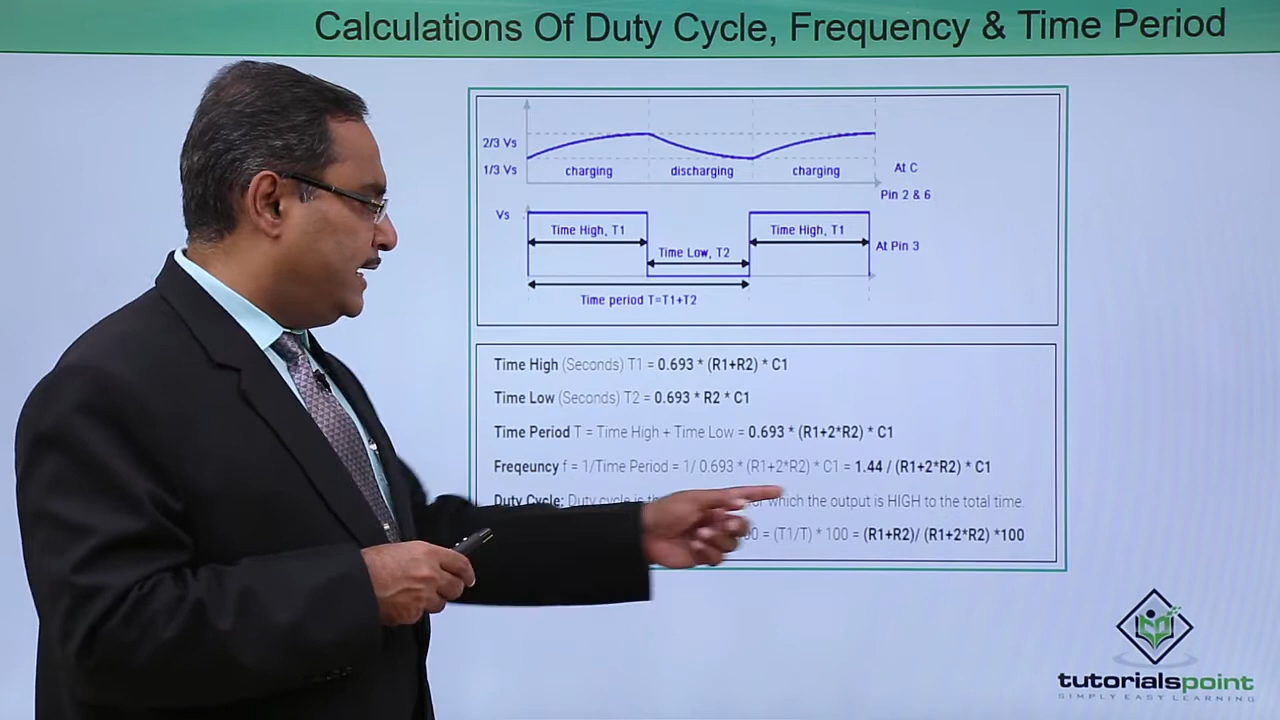 Calculations Of Duty Cycle, Frequency & Time Period
2/3 Vs
1/3 Vs
charging
discharging
charging
At C
Pin 2 & 6
Vs
Time High, T1
Time Low, T2
Time High, T1
At Pin 3
Time period T=T1+T2
Time High (Seconds) T1 = 0.693 * (R1+R2) * C1
Time Low (Seconds) T2 = 0.693 * R2 * C1
Time Period T = Time High + Time Low = 0.693 * (R1+2*R2) * C1
Freqeuncy f = 1/Time Period = 1/ 0.693 * (R1+2*R2) * C1 = 1.44 / (R1+2*R2) * C1
Duty Cycle: Duty cycle is the which the output is HIGH to the total time.
= (T1/T) * 100 = (R1+R2)/ (R1+2*R2) *100
tutorialspoint
SIMPLY EASY LEARNING